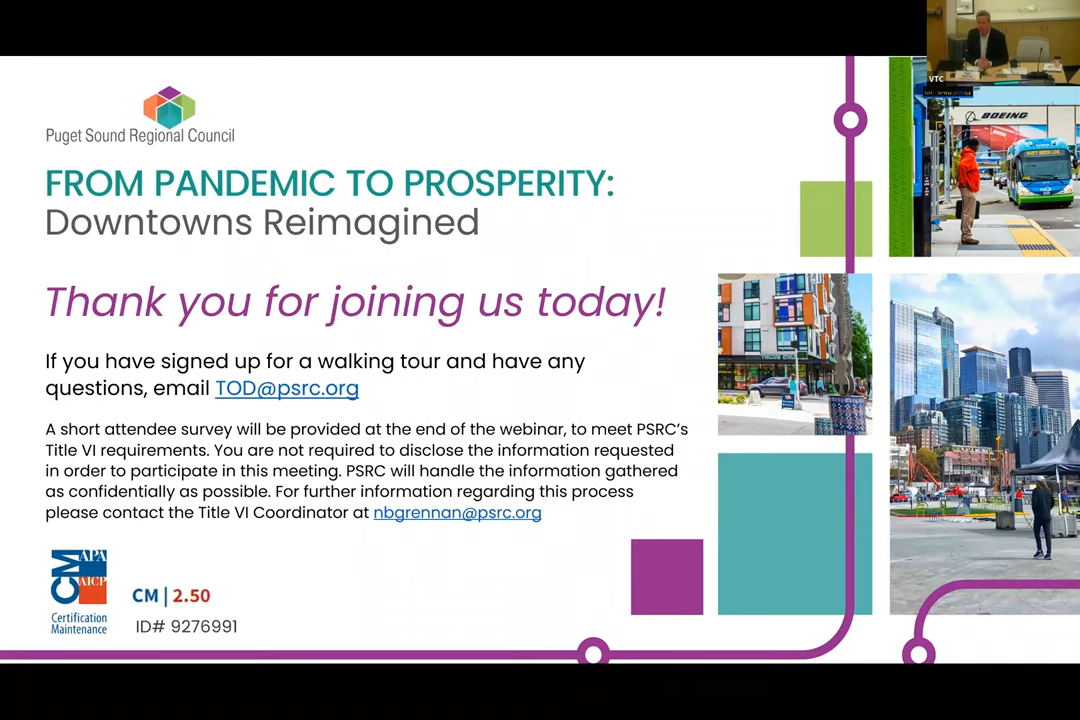 VTC
BOEING
Puget Sound Regional Council
FROM PANDEMIC TO PROSPERITY:
Downtowns Reimagined
Thank you for joining us today!
If you have signed up for a walking tour and have any
questions, email TOD@psrc.org
A short attendee survey will be provided at the end of the webinar, to meet PSRC's
Title VI requirements. You are not required to disclose the information requested
in order to participate in this meeting. PSRC will handle the information gathered
as confidentially as possible. For further information regarding this process
please contact the Title VI Coordinator at nbgrennan@psrc.org
CM APA
AICP
Certification
Maintenance
CM | 2.50
ID# 9276991